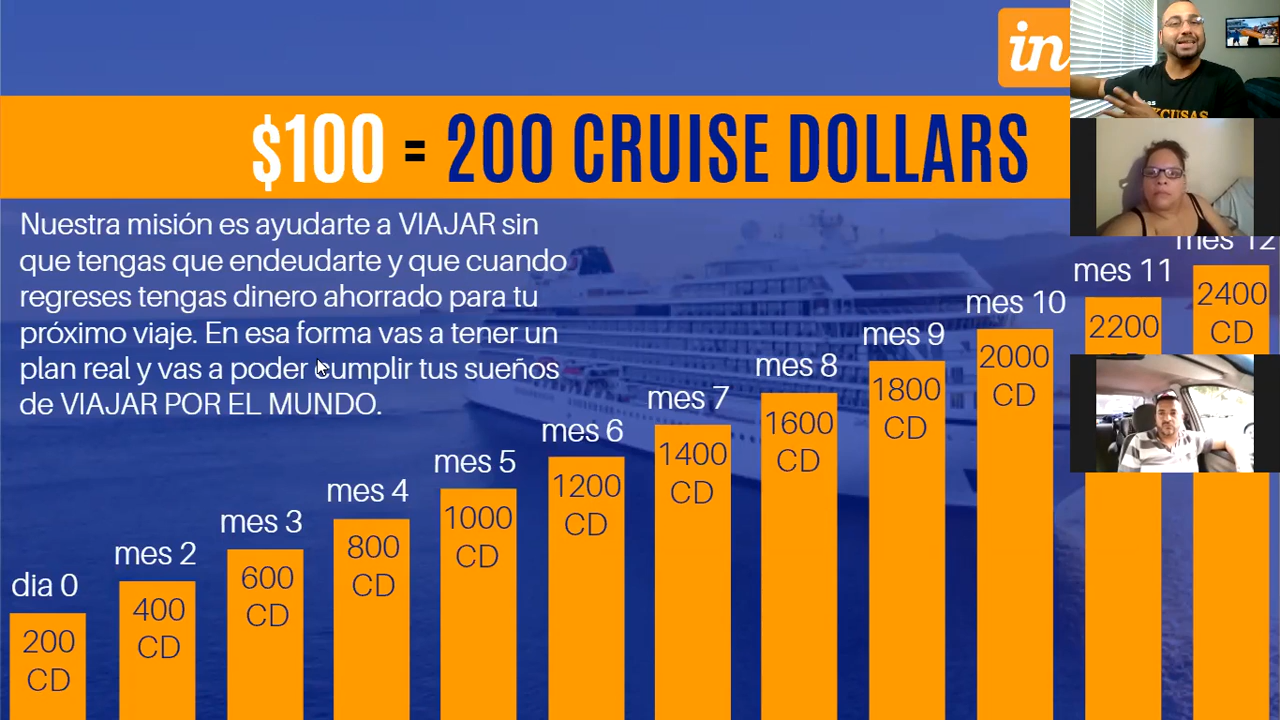 in
$100 = 200 CRUISE DOLLARS
Nuestra misión es ayudarte a VIAJAR sin
que tengas que endeudarte y que cuando
regreses tengas dinero ahorrado para tu
próximo viaje. En esa forma vas a tener un
plan real y vas a poder cumplir tus sueños
de VIAJAR POR EL MUNDO.
dia 0
200
CD
mes 2
400
CD
mes 3
600
CD
mes 4
800
CD
mes 5
1000
CD
mes 6
1200
CD
mes 7
1400
CD
mes 8
1600
CD
mes 9
1800
CD
mes 10
2000
CD
mes 11
2200
mes 12
2400
CD